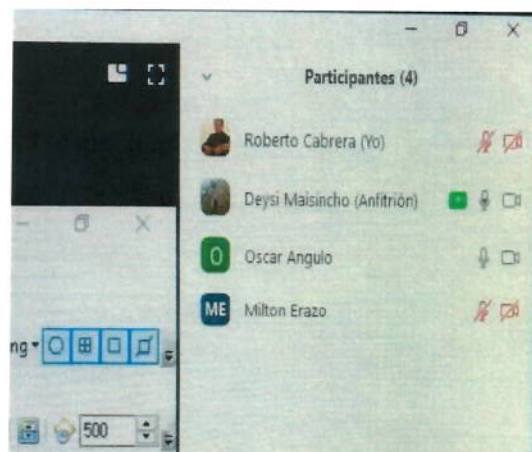 Participantes (4)
Roberto Cabrera (Yo)
Deysi Maisincho (Anfitrión)
O Oscar Angulo
ME Milton Erazo
ng
500